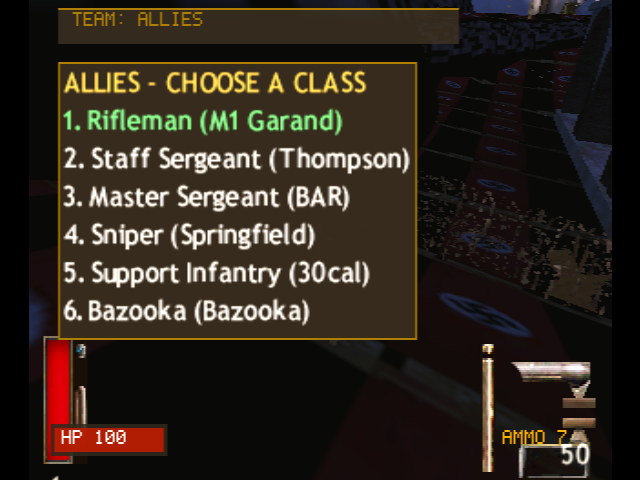 TEAM: ALLIES
ALLIES - CHOOSE A CLASS
1. Rifleman (M1 Garand)
2. Staff Sergeant (Thompson)
3. Master Sergeant (BAR)
4. Sniper (Springfield)
5. Support Infantry (30cal)
6. Bazooka (Bazooka)
HP 100
AMMO 7
50